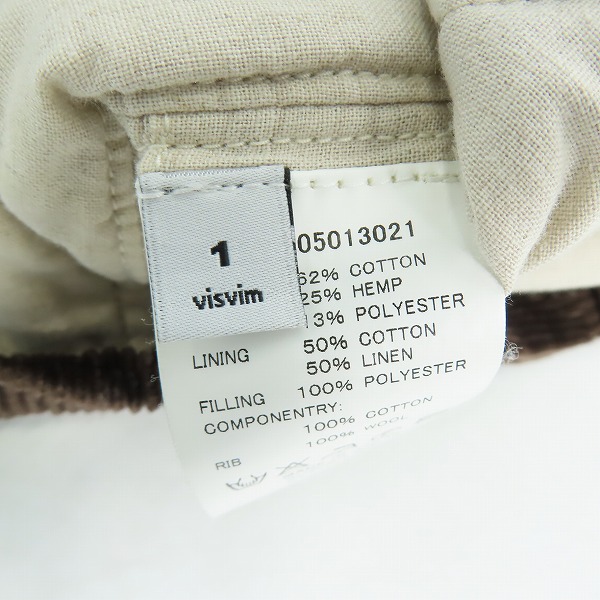 1
visvim
05013021
62% COTTON
25% HEMP
13% POLYESTER
LINING 50% COTTON
50% LINEN
FILLING 100% POLYESTER
COMPONENTRY:
100% COTTON
RIB 100% WOOL